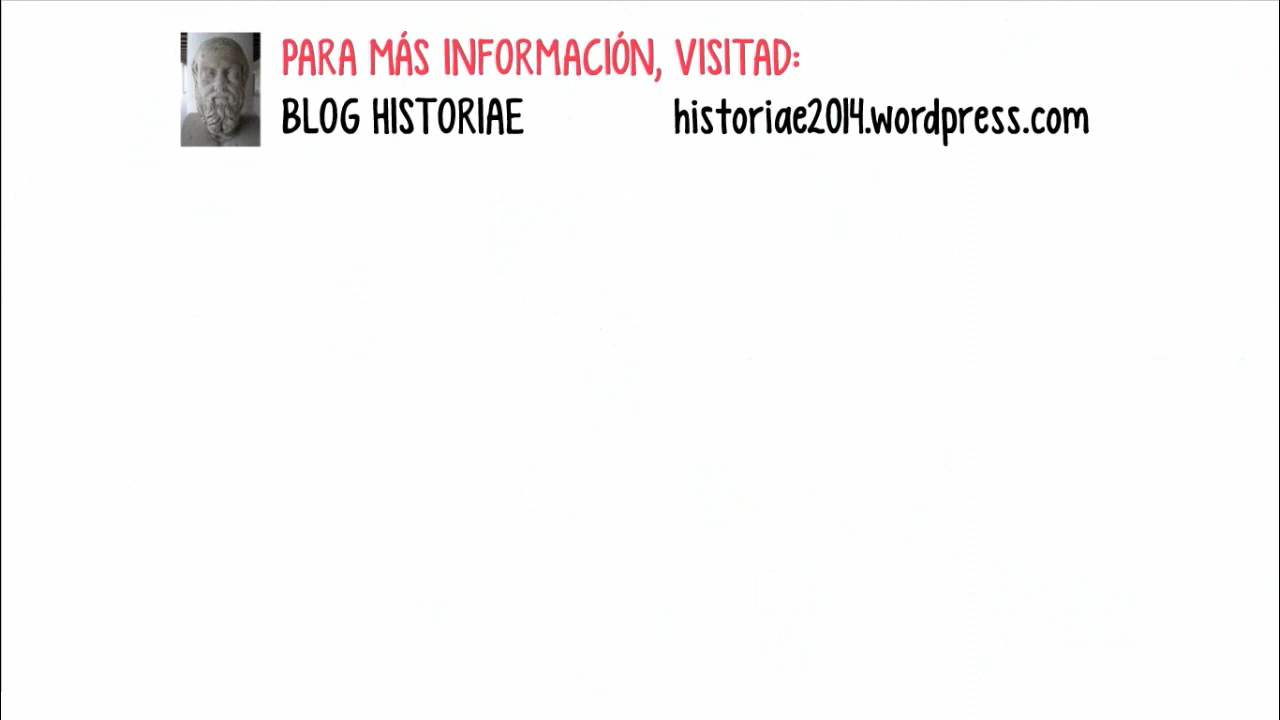 PARA MÁS INFORMACIÓN, VISITAD:
BLOG HISTORIAE historiae2014.wordpress.com